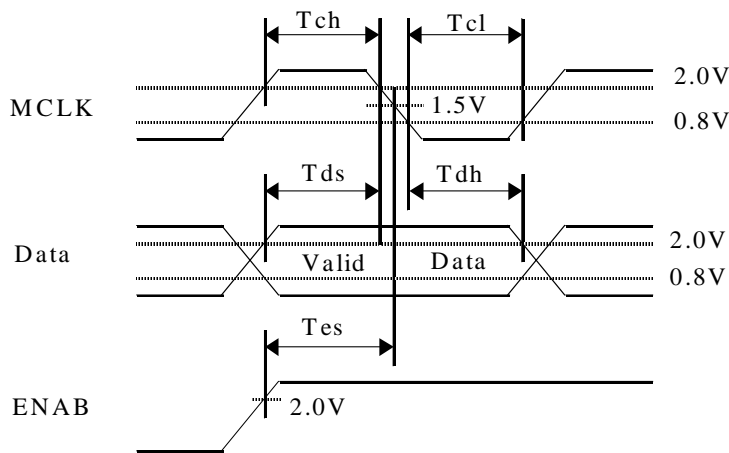 Tch Tcl
2.0V
MCLK 1.5V
0.8V
Tds Tdh
2.0V
Data Valid Data
0.8V
Tes
ENAB 2.0V